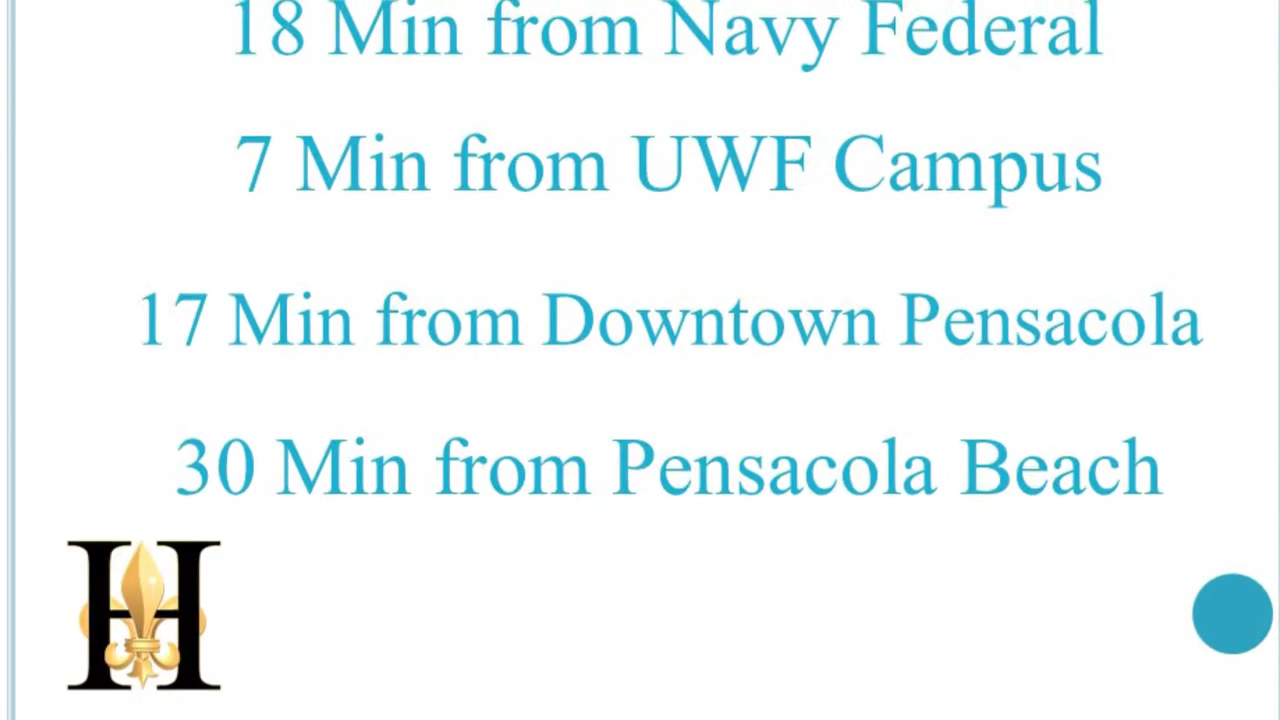 18 Min from Navy Federal
7 Min from UWF Campus
17 Min from Downtown Pensacola
30 Min from Pensacola Beach
H